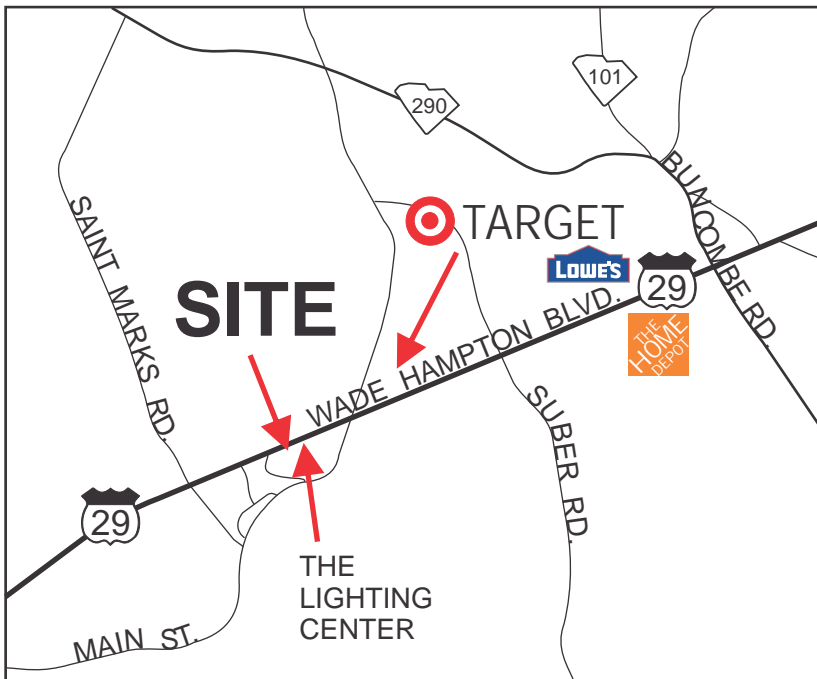 101
290
BUNCOMBE RD.
SAINT MARKS RD.
TARGET
LOWE'S
29
SITE
THE
HOME
DEPOT
WADE HAMPTON BLVD.
SUBER RD.
29
THE
LIGHTING
CENTER
MAIN ST.